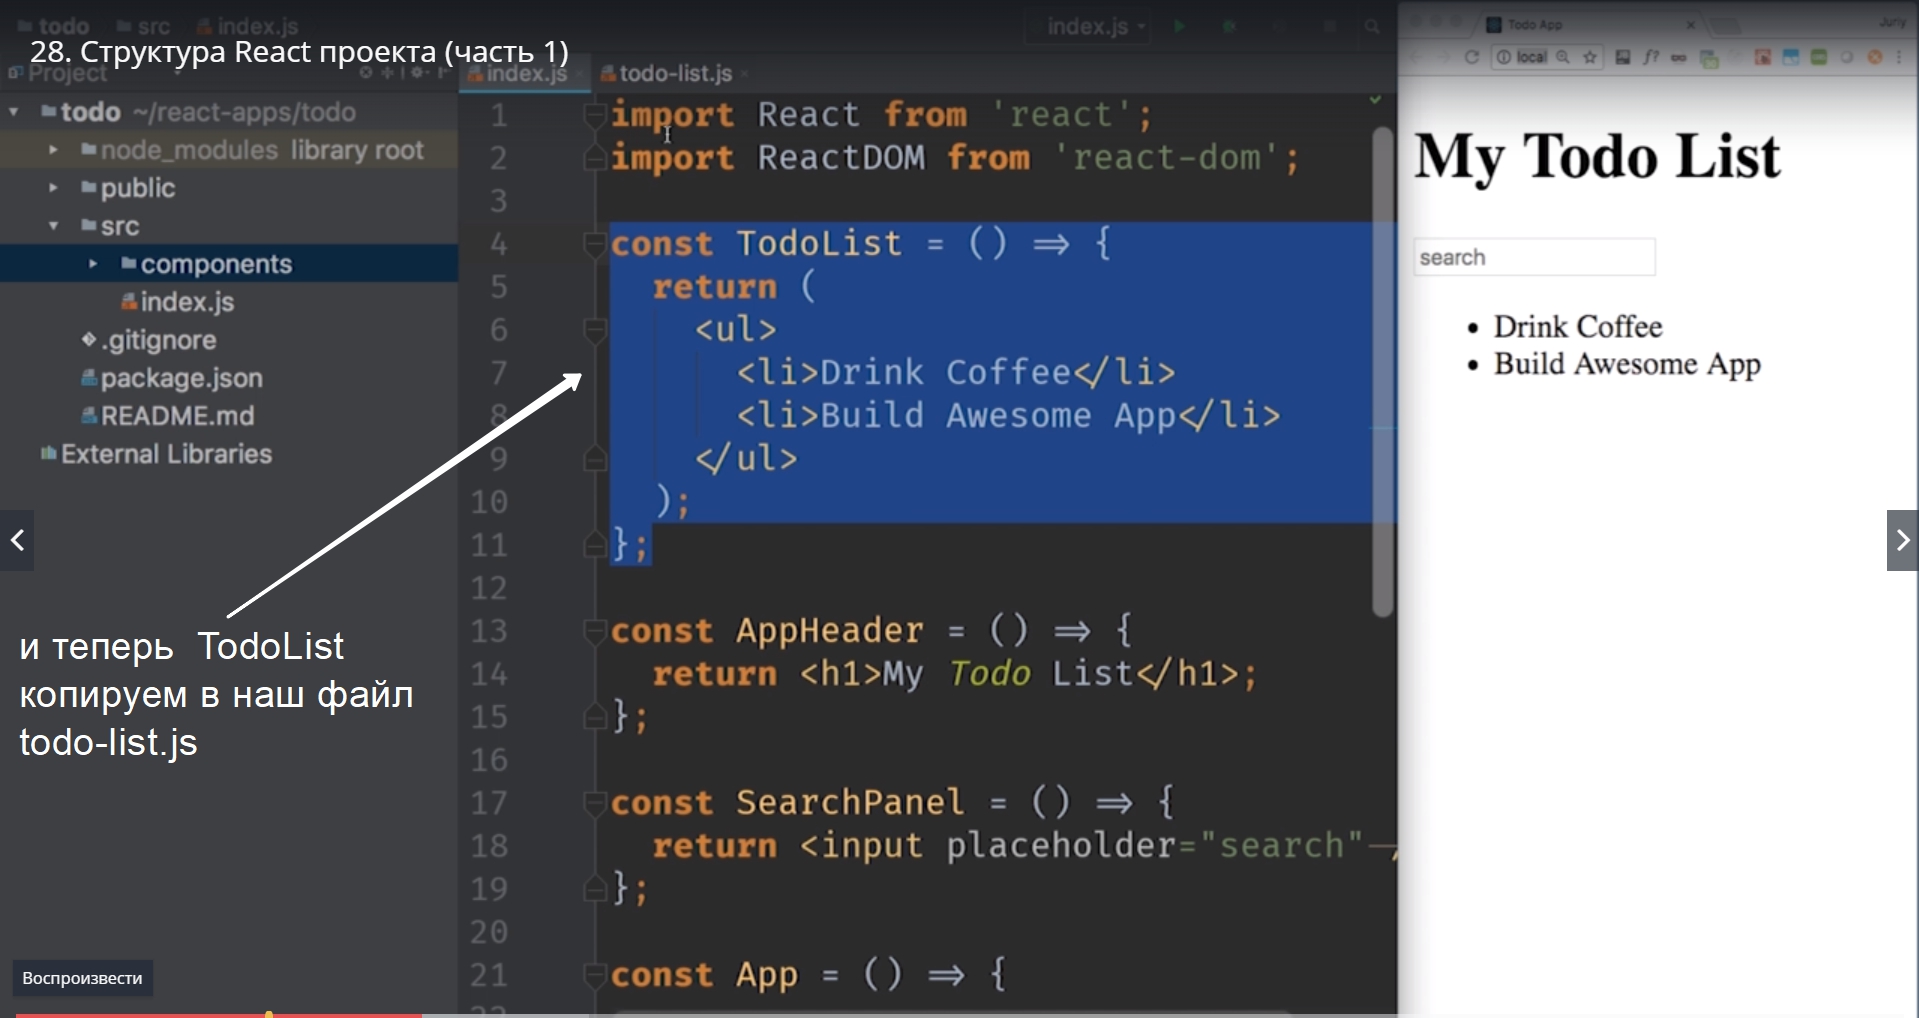 todo src index.js index.js
28. Структура React проекта (часть 1)
Project
index.js todo-list.js
todo ~/react-apps/todo
node_modules library root
public
src
components
index.js
.gitignore
package.json
README.md
External Libraries
и теперь TodoList
копируем в наш файл
todo-list.js
Воспроизвести
1 import React from 'react';
2 import ReactDOM from 'react-dom';
3
4 const TodoList = () => {
5 return (
6 <ul>
7 <li>Drink Coffee</li>
8 <li>Build Awesome App</li>
9 </ul>
10 );
11 };
12
13 const AppHeader = () => {
14 return <h1>My Todo List</h1>;
15 };
16
17 const SearchPanel = () => {
18 return <input placeholder="search"
19 };
20
21 const App = () => {
22
Todo App
Juriy
local
f?
My Todo List
search
• Drink Coffee
• Build Awesome App